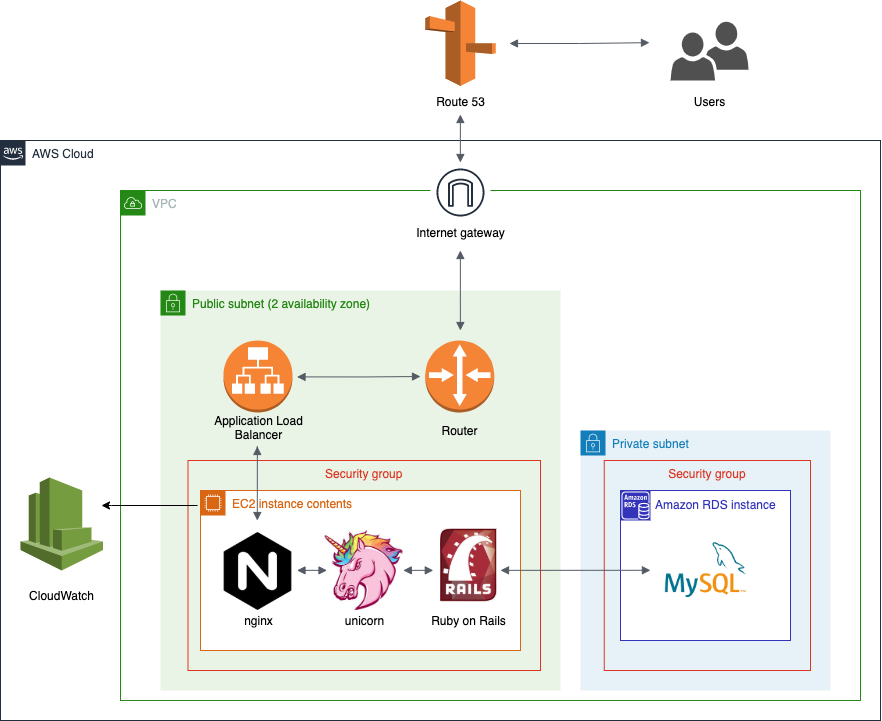 Route 53
Users
aws
AWS Cloud
VPC
Internet gateway
Public subnet (2 availability zone)
Application Load
Balancer
Router
Private subnet
Security group
Security group
EC2 instance contents
Amazon
RDS
Amazon RDS instance
N
RAILS
MySQL
CloudWatch
nginx
unicorn
Ruby on Rails